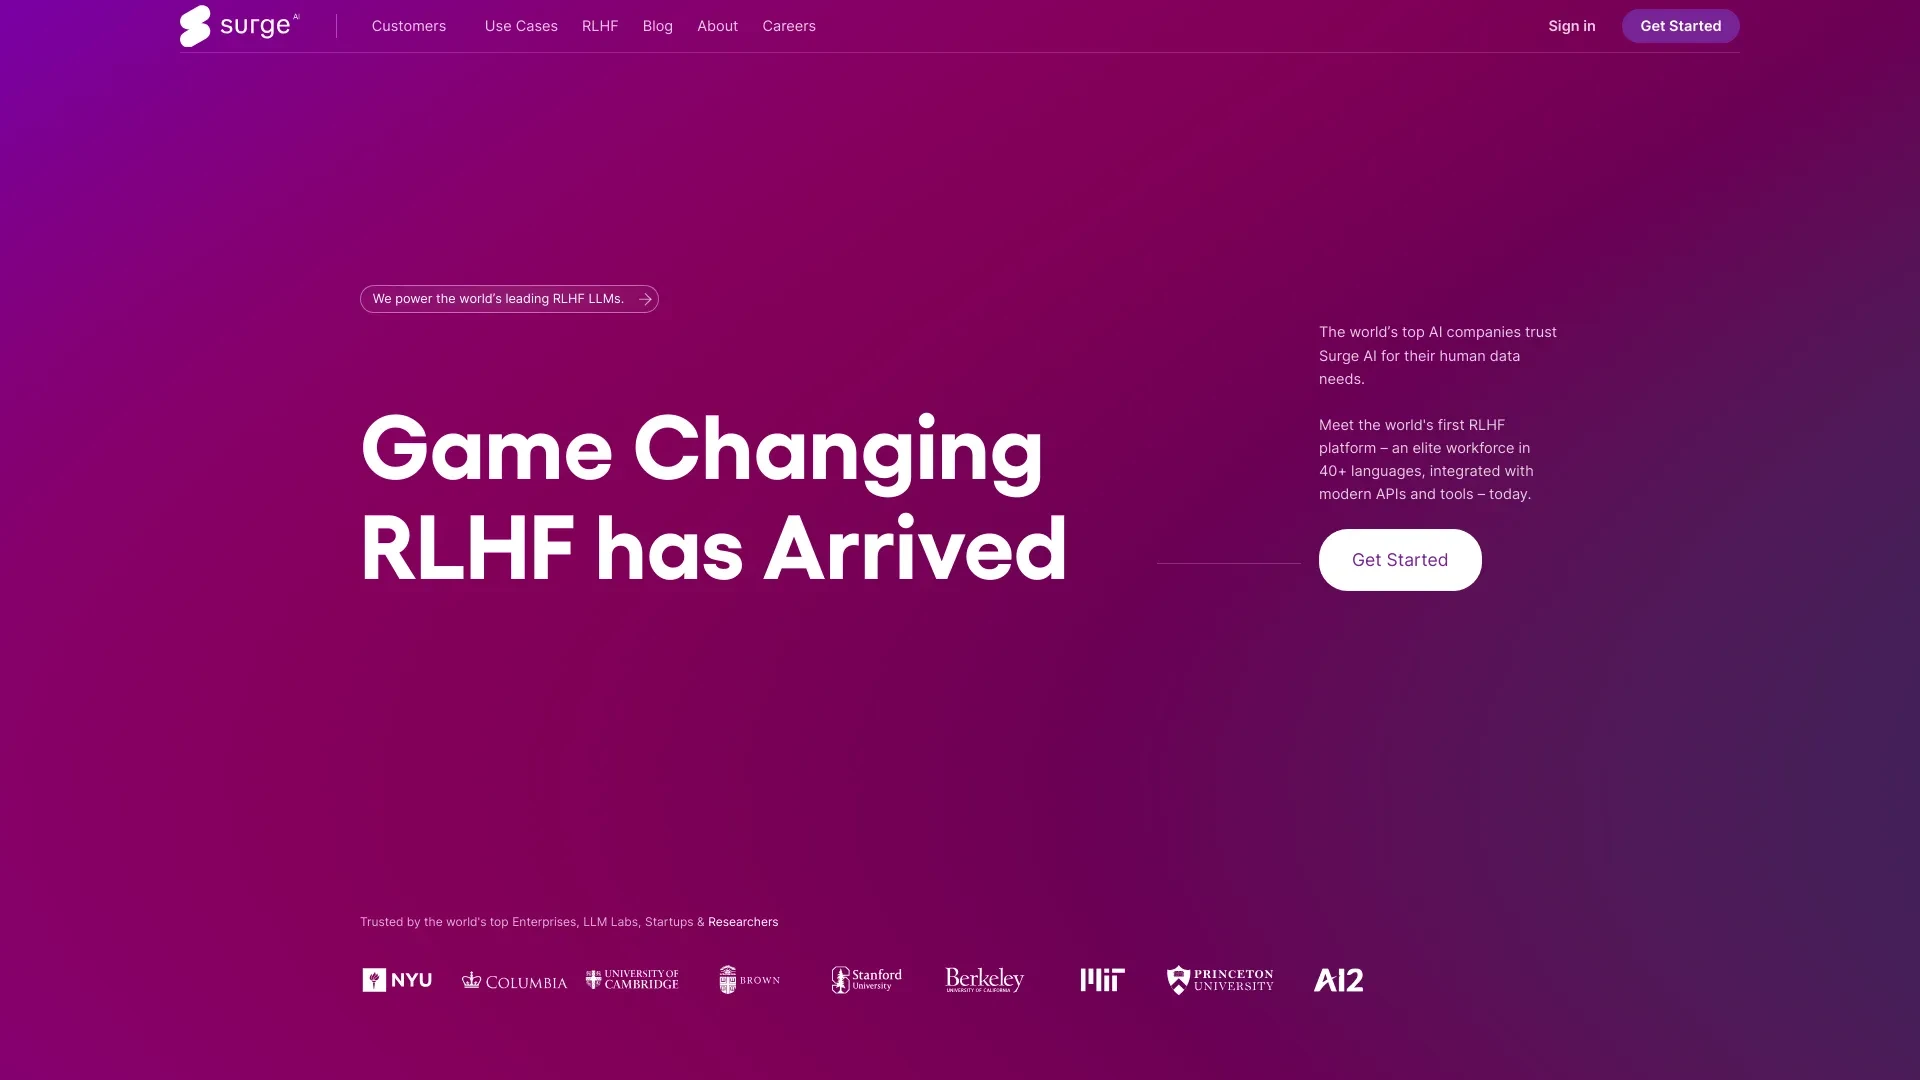 surge AI
Customers
Use Cases
RLHF
Blog
About
Careers
Sign in
Get Started
We power the world’s leading RLHF LLMs.
Game Changing
RLHF has Arrived
The world’s top AI companies trust
Surge AI for their human data
needs.
Meet the world's first RLHF
platform – an elite workforce in
40+ languages, integrated with
modern APIs and tools – today.
Get Started
Trusted by the world's top Enterprises, LLM Labs, Startups & Researchers
NYU
COLUMBIA
UNIVERSITY OF
CAMBRIDGE
BROWN
Stanford
University
Berkeley
UNIVERSITY OF CALIFORNIA
MIT
PRINCETON
UNIVERSITY
AI2